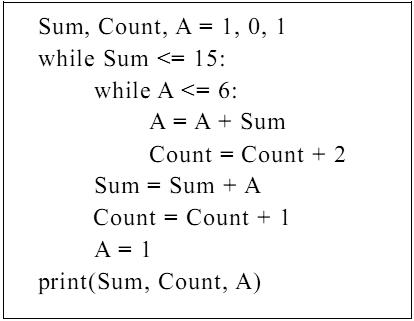 Sum, Count, A = 1, 0, 1
while Sum <= 15:
while A <= 6:
A = A + Sum
Count = Count + 2
Sum = Sum + A
Count = Count + 1
A = 1
print(Sum, Count, A)